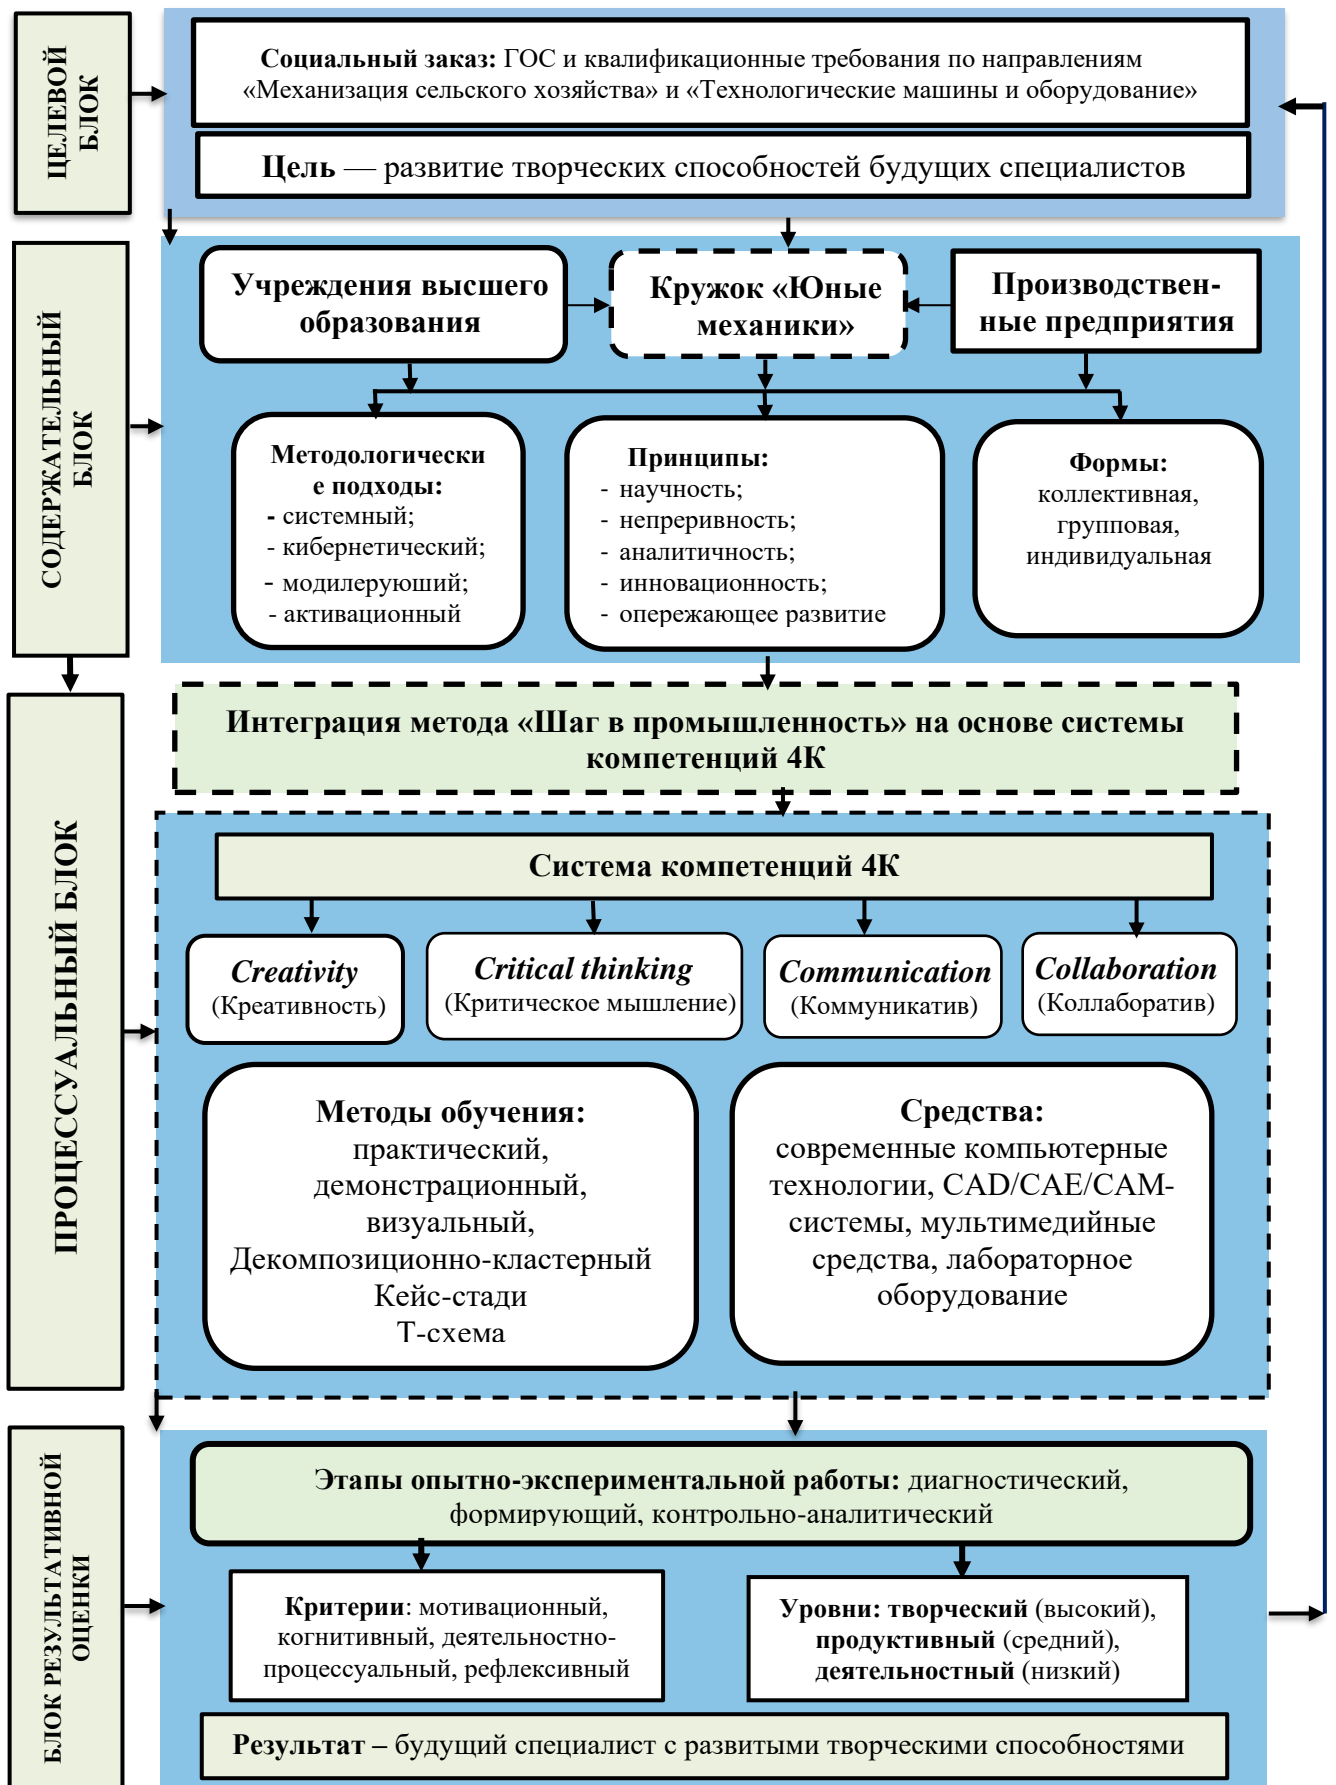 ЦЕЛЕВОЙ
БЛОК
Социальный заказ: ГОС и квалификационные требования по направлениям
«Механизация сельского хозяйства» и «Технологические машины и оборудование»
Цель — развитие творческих способностей будущих специалистов
СОДЕРЖАТЕЛЬНЫЙ
БЛОК
Учреждения высшего
образования
Кружок «Юные
механики»
Производствен-
ные предприятия
Методологически
е подходы:
- системный;
- кибернетический;
- модилеруюший;
- активационный
Принципы:
- научность;
- непреривность;
- аналитичность;
- инновационность;
- опережающее развитие
Формы:
коллективная,
групповая,
индивидуальная
ПРОЦЕССУАЛЬНЫЙ БЛОК
Интеграция метода «Шаг в промышленность» на основе системы
компетенций 4К
Система компетенций 4К
Creativity
(Креативность)
Critical thinking
(Критическое мышление)
Communication
(Коммуникатив)
Collaboration
(Коллаборатив)
Методы обучения:
практический,
демонстрационный,
визуальный,
Декомпозиционно-кластерный
Кейс-стади
Т-схема
Средства:
современные компьютерные
технологии, CAD/CAE/CAM-
системы, мультимедийные
средства, лабораторное
оборудование
БЛОК РЕЗУЛЬТАТИВНОЙ
ОЦЕНКИ
Этапы опытно-экспериментальной работы: диагностический,
формирующий, контрольно-аналитический
Критерии: мотивационный,
когнитивный, деятельностно-
процессуальный, рефлексивный
Уровни: творческий (высокий),
продуктивный (средний),
деятельностный (низкий)
Результат – будущий специалист с развитыми творческими способностями